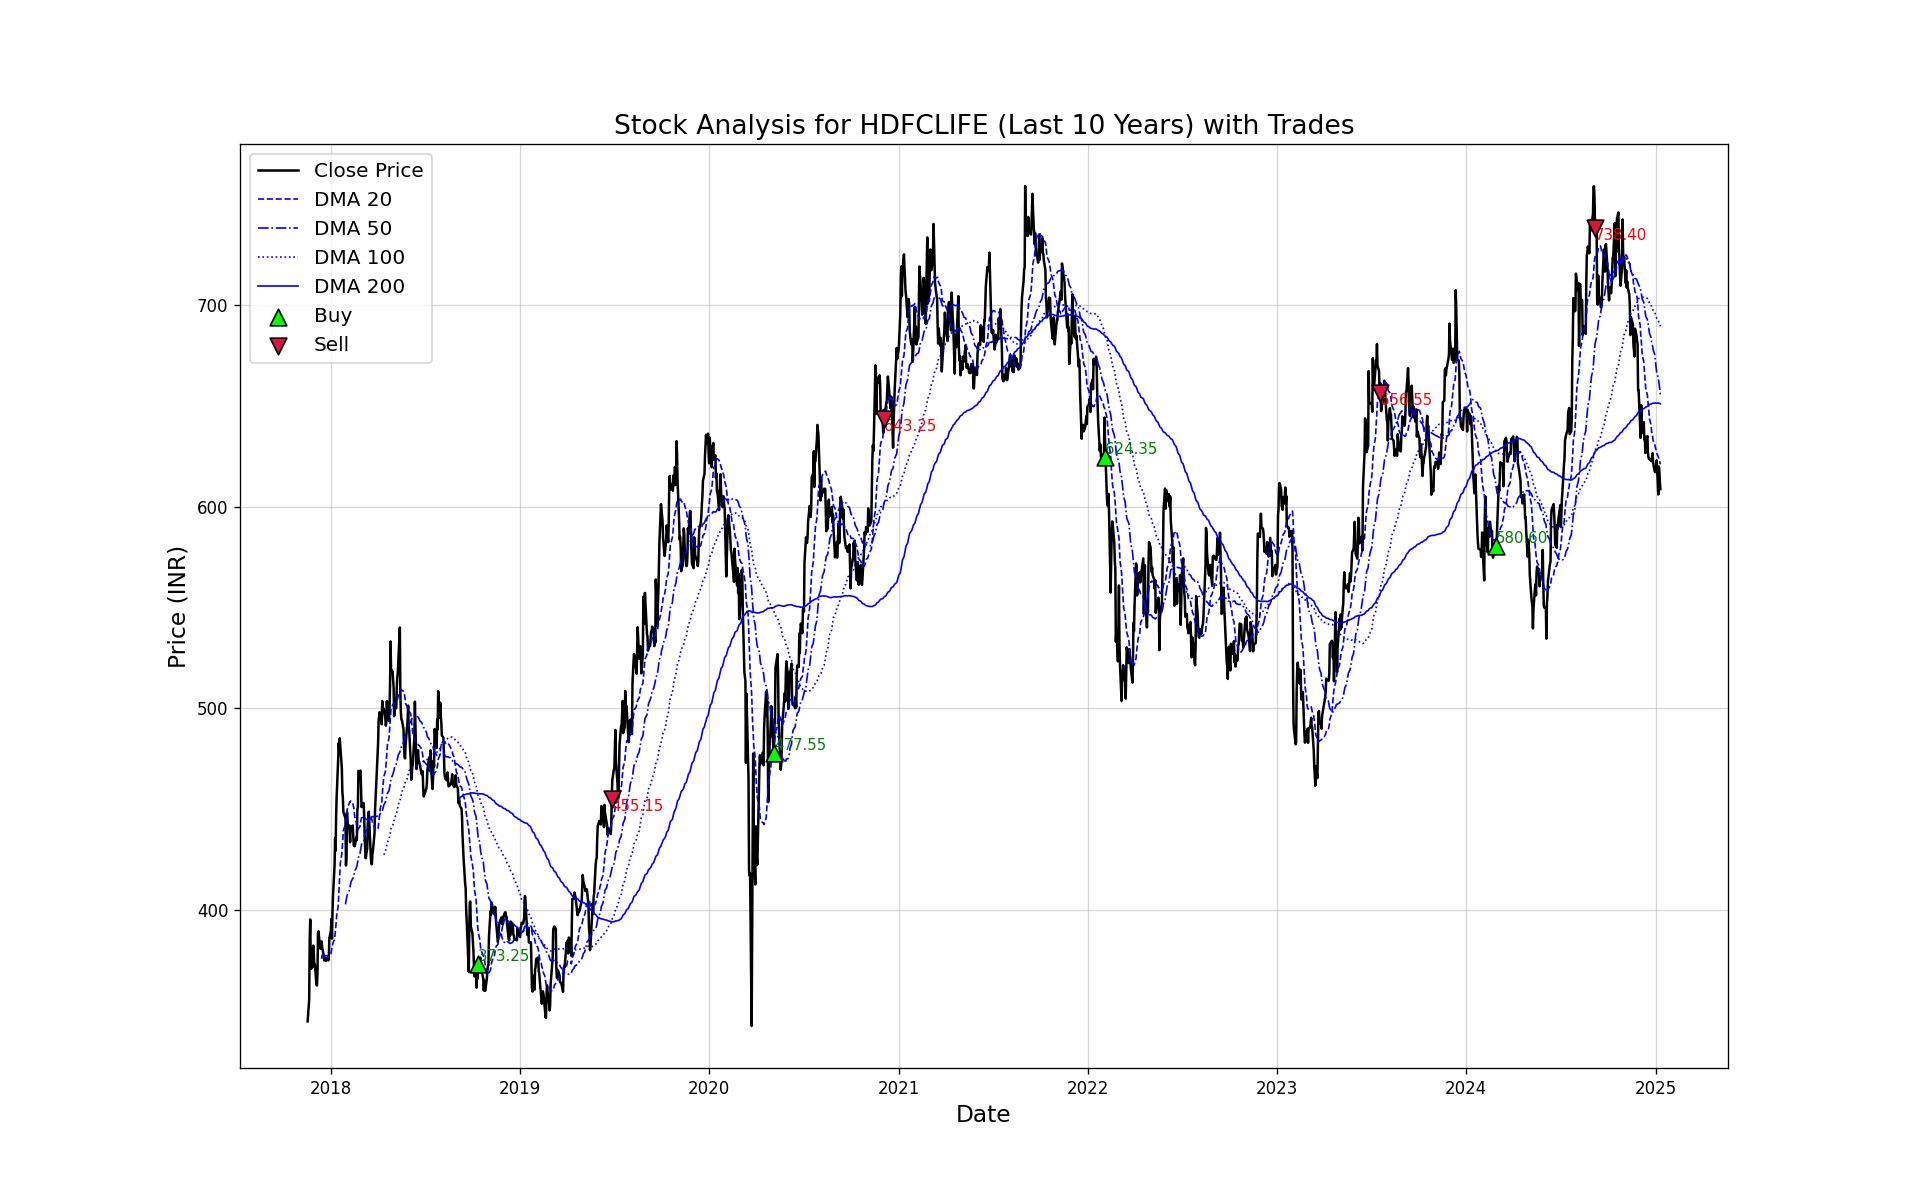 Stock Analysis for HDFCLIFE (Last 10 Years) with Trades
Close Price
DMA 20
DMA 50
DMA 100
DMA 200
Buy
Sell
Price (INR)
700
600
500
400
373.25
455.15
477.55
643.25
624.35
656.55
580.60
738.40
2018
2019
2020
2021
2022
2023
2024
2025
Date